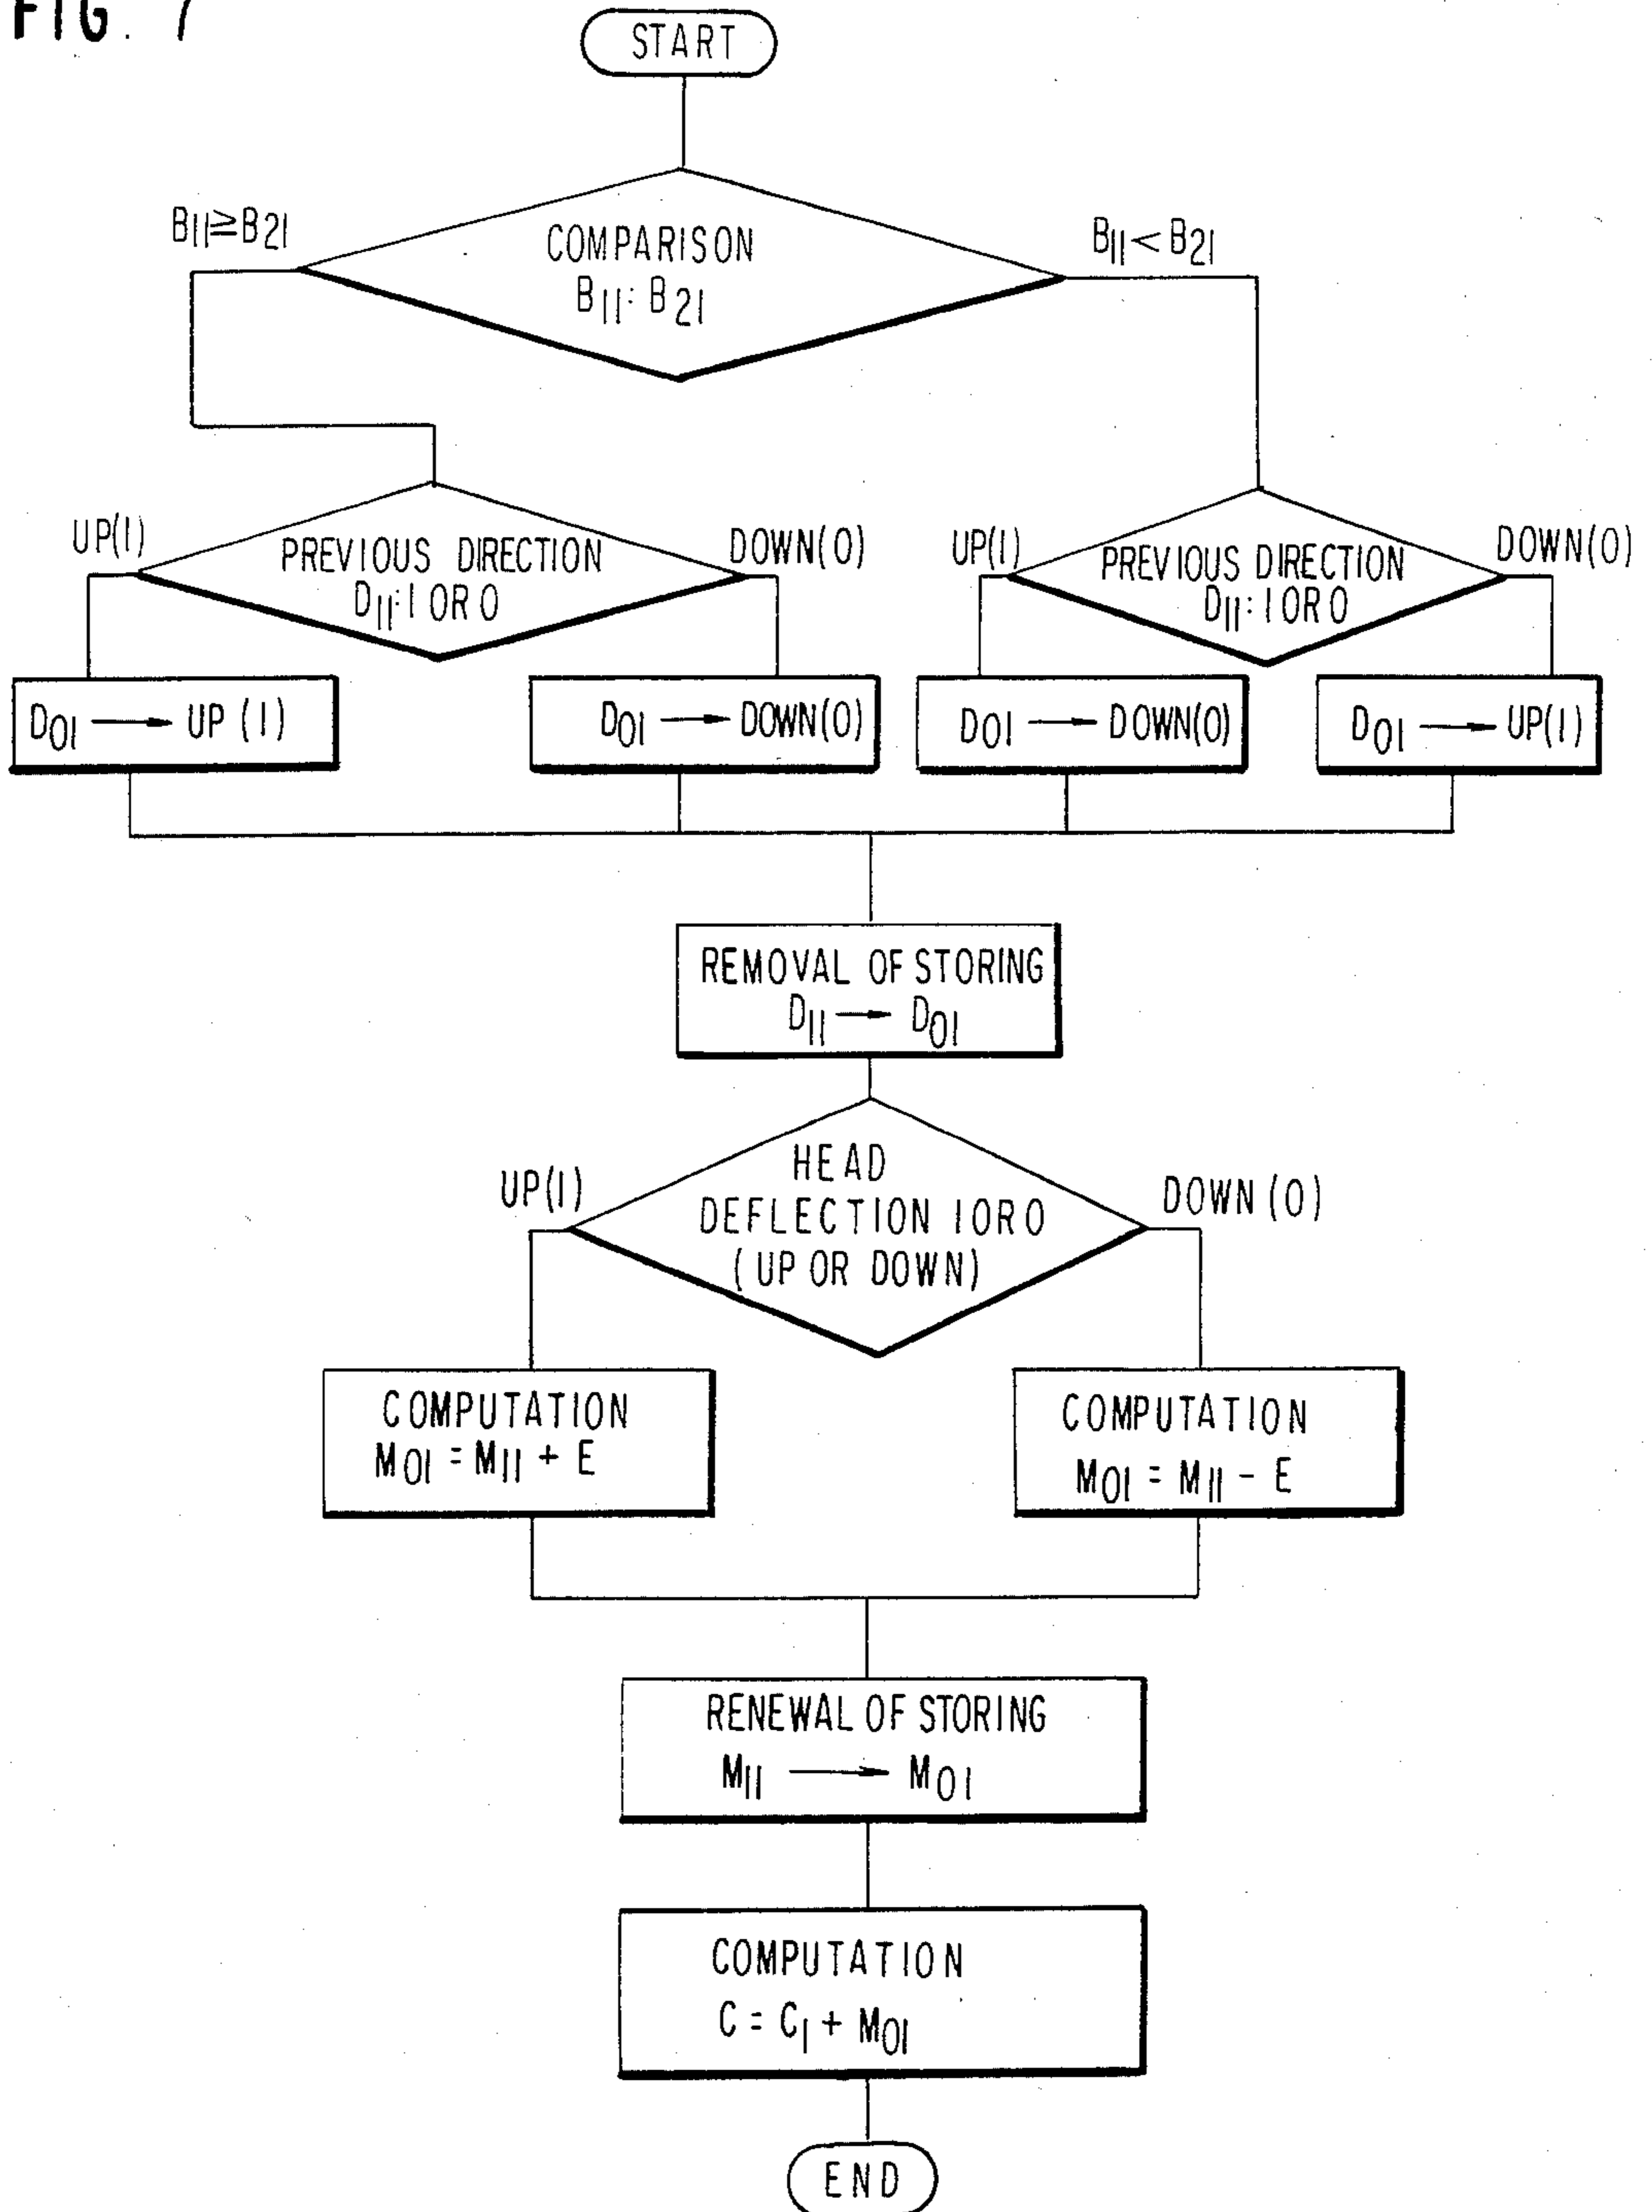 FIG. 7
START
B11≧B21
COMPARISON
B11: B21
B11<B21
UP(1)
PREVIOUS DIRECTION
D11:1 OR 0
DOWN(0)
UP(1)
PREVIOUS DIRECTION
D11:1 OR 0
DOWN(0)
D01 → UP (1)
D01 → DOWN(0)
D01 → DOWN(0)
D01 → UP(1)
REMOVAL OF STORING
D11 → D01
UP(1)
HEAD
DEFLECTION 1 OR 0
(UP OR DOWN)
DOWN (0)
COMPUTATION
M01 = M11 + E
COMPUTATION
M01 = M11 - E
RENEWAL OF STORING
M11 → M01
COMPUTATION
C = C1 + M01
END